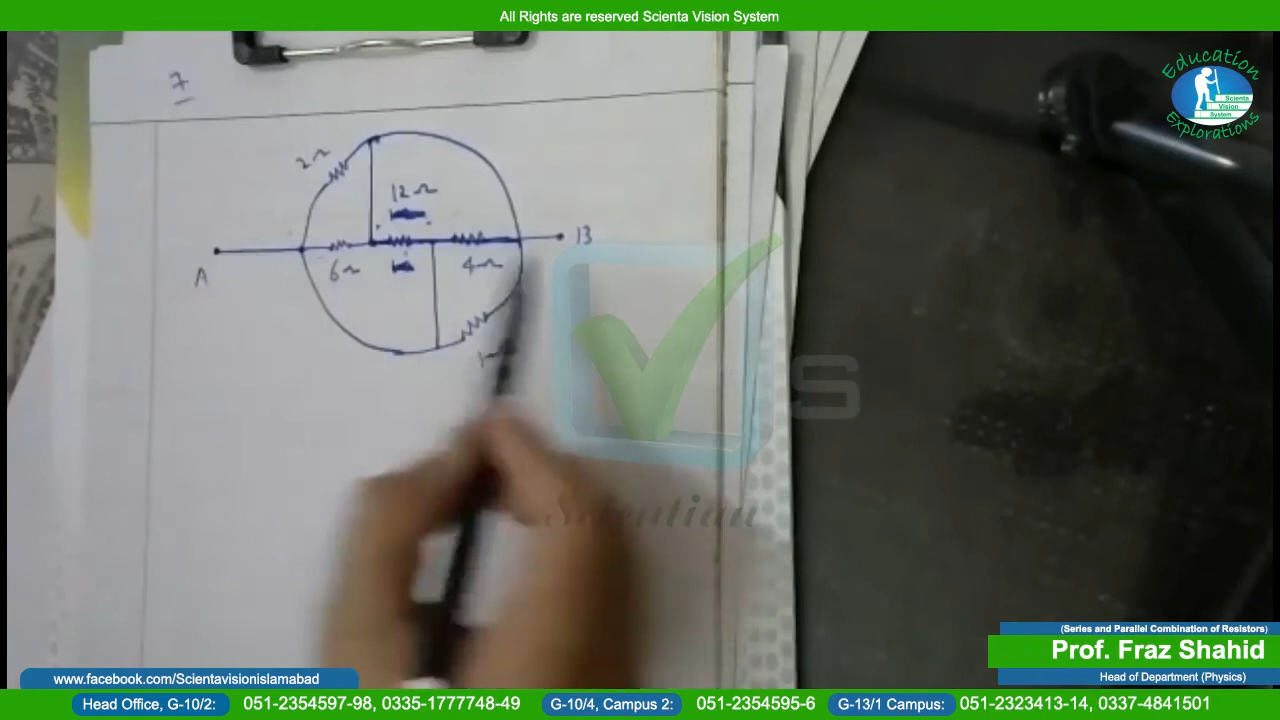 All Rights are reserved Scienta Vision System
Education
Scienta
Vision
System
Explorations
7
2Ω
12Ω
A
B
6Ω
4Ω
1Ω
S
Scientian
(Series and Parallel Combination of Resistors)
Prof. Fraz Shahid
Head of Department (Physics)
www.facebook.com/Scientavisionislamabad
Head Office, G-10/2: 051-2354597-98, 0335-1777748-49 G-10/4, Campus 2: 051-2354595-6 G-13/1 Campus: 051-2323413-14, 0337-4841501